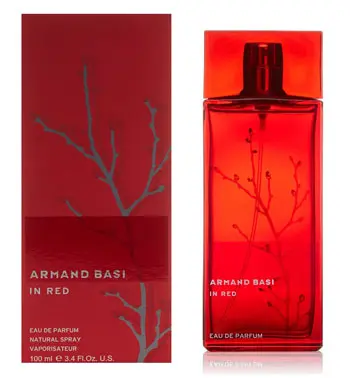 ARMAND BASI
IN RED
EAU DE PARFUM
NATURAL SPRAY
VAPORISATEUR
100 ml ℮ 3.4 Fl.Oz. U.S.
ARMAND BASI
IN RED
EAU DE PARFUM